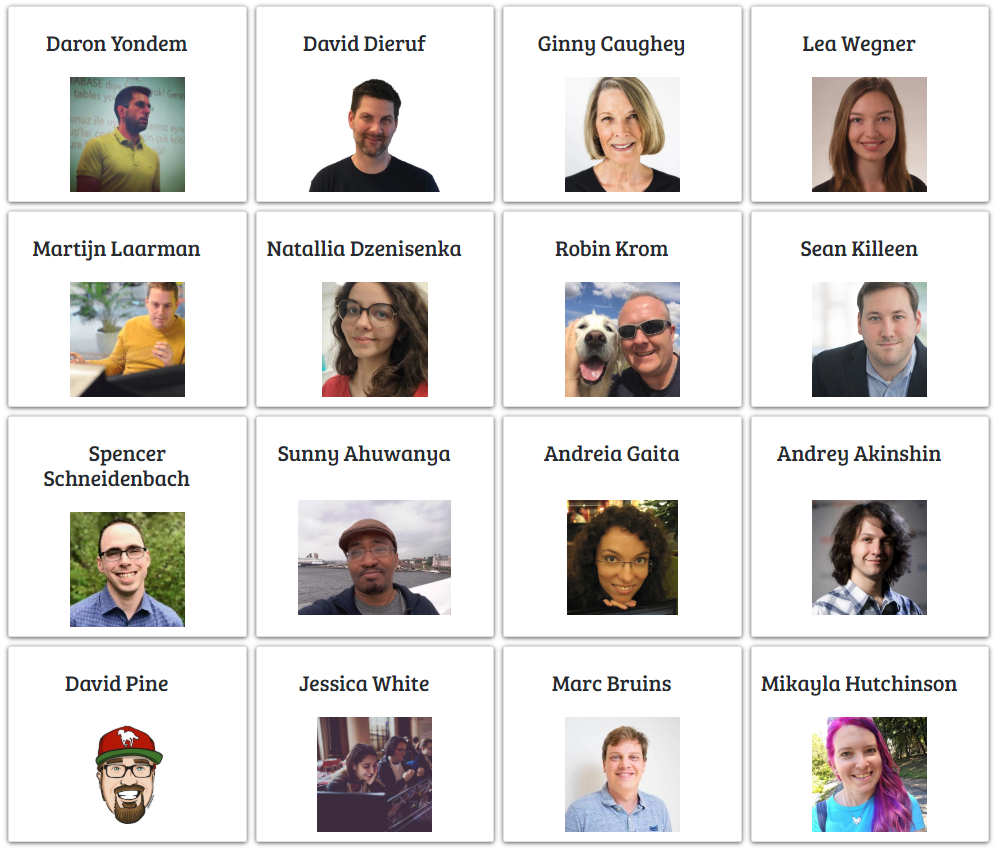 Daron Yondem
David Dieruf
Ginny Caughey
Lea Wegner
Martijn Laarman
Natallia Dzenisenka
Robin Krom
Sean Killeen
Spencer
Schneidenbach
Sunny Ahuwanya
Andreia Gaita
Andrey Akinshin
David Pine
Jessica White
Marc Bruins
Mikayla Hutchinson